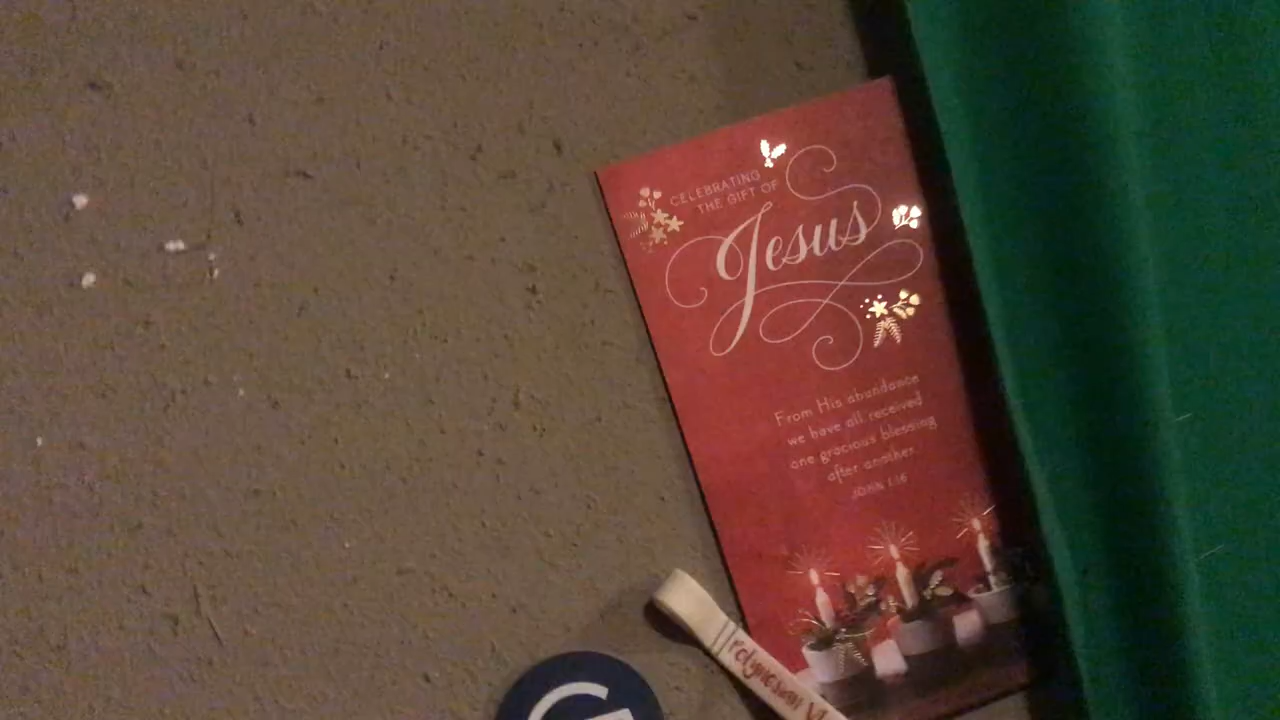 CELEBRATING
THE GIFT OF
Jesus
From His abundance
we have all received
one gracious blessing
after another.
JOHN 1:16
Polynesian
G